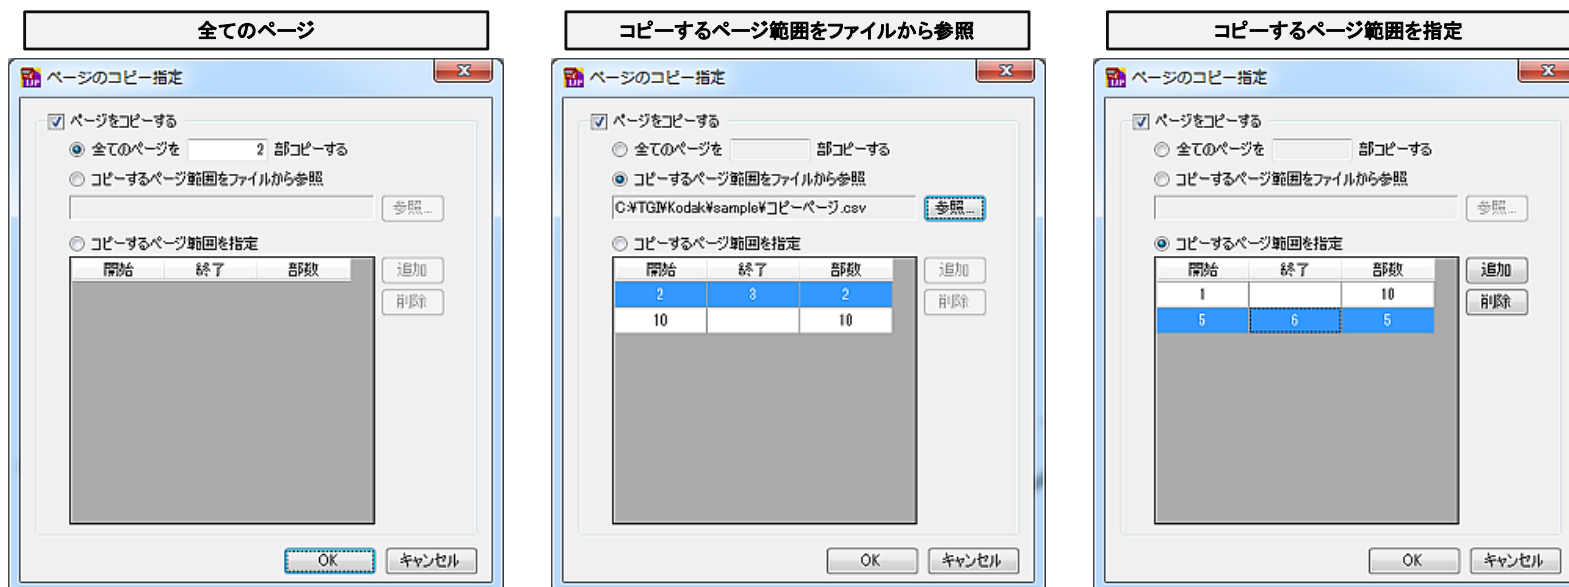 全てのページ
ページのコピー指定
ページをコピーする
全てのページを 2 部コピーする
コピーするページ範囲をファイルから参照
参照...
コピーするページ範囲を指定
開始 終了 部数
追加
削除
OK キャンセル
コピーするページ範囲をファイルから参照
ページのコピー指定
ページをコピーする
全てのページを 部コピーする
コピーするページ範囲をファイルから参照
C:¥TGI¥Kodak¥sample¥コピーページ.csv 参照...
コピーするページ範囲を指定
開始 終了 部数
追加
2 3 2
削除
10 10
OK キャンセル
コピーするページ範囲を指定
ページのコピー指定
ページをコピーする
全てのページを 部コピーする
コピーするページ範囲をファイルから参照
参照...
コピーするページ範囲を指定
開始 終了 部数
追加
1 10
削除
5 6 5
OK キャンセル